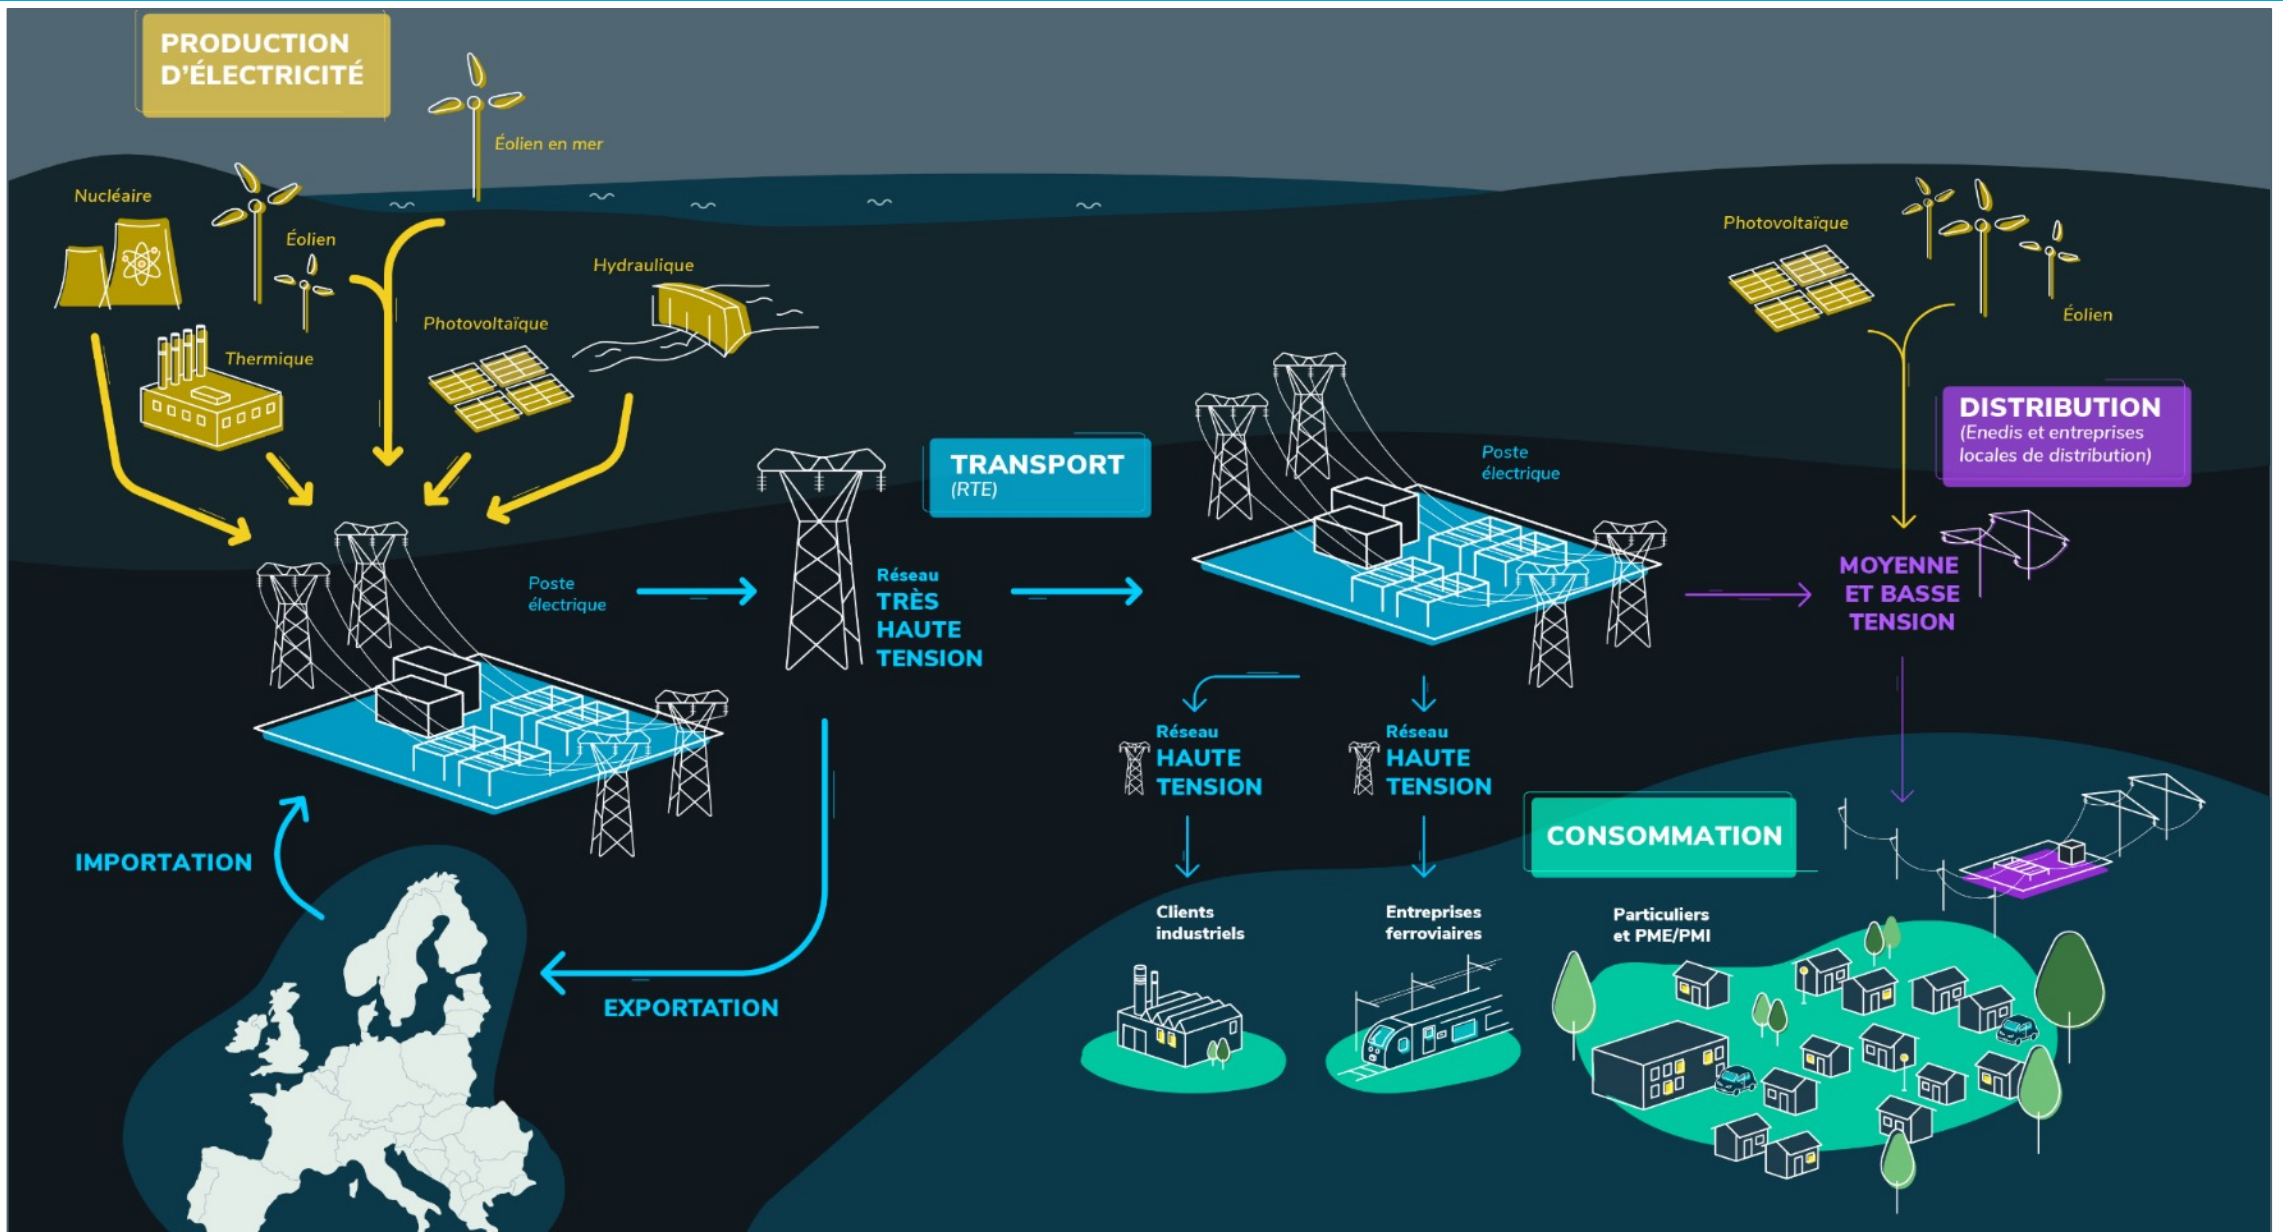 PRODUCTION
D'ÉLECTRICITÉ
Éolien en mer
Nucléaire
Éolien
Hydraulique
Photovoltaïque
Thermique
Photovoltaïque
Éolien
TRANSPORT
(RTE)
Poste
électrique
DISTRIBUTION
(Enedis et entreprises
locales de distribution)
Poste
électrique
Réseau
TRÈS
HAUTE
TENSION
MOYENNE
ET BASSE
TENSION
Réseau
HAUTE
TENSION
Réseau
HAUTE
TENSION
CONSOMMATION
IMPORTATION
EXPORTATION
Clients
industriels
Entreprises
ferroviaires
Particuliers
et PME/PMI